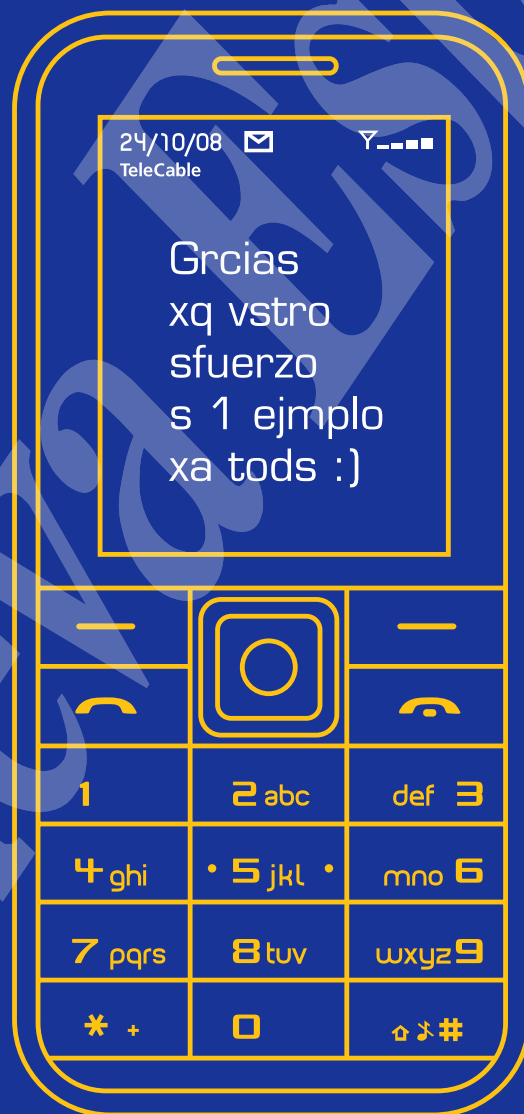 24/10/08
TeleCable
Grcias
xq vstro
sfuerzo
s 1 ejmplo
xa tods :)
1 2 abc def 3
4 ghi · 5 jkl · mno 6
7 pqrs 8 tuv wxyz 9
* + 0 #